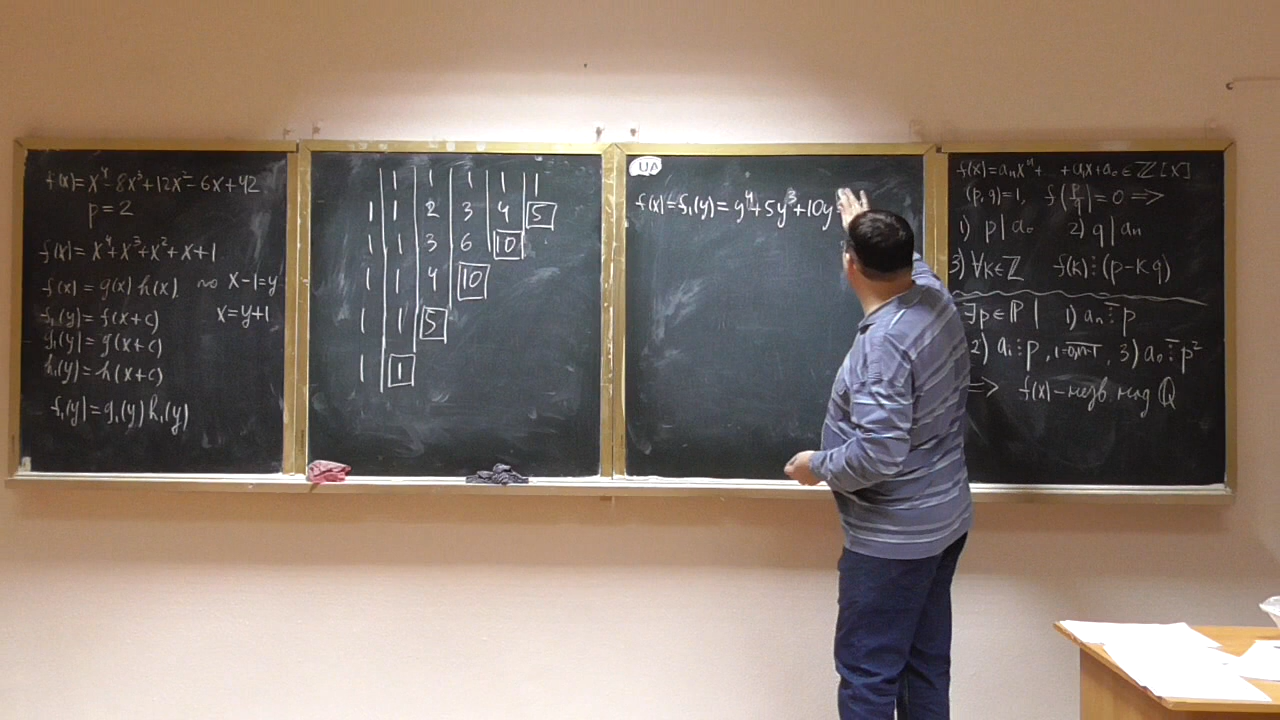 f(x)=x⁴-8x³+12x²-6x+42
p=2
f(x)=x⁴+x³+x²+x+1
f(x)=g(x)h(x) ⇝ x-1=y
f₁(y)=f(x+c) x=y+1
g₁(y)=g(x+c)
h₁(y)=h(x+c)
f₁(y)=g₁(y)h₁(y)
1 1 1 1 1
1 1 2 3 4 5
1 1 3 6 10
1 1 4 10
1 1 5
1 1
UA
f(x)=f₁(y)=y⁴+5y³+10y
f(x)=aₙxⁿ+...+a₁x+a₀∈ℤ[x]
(p,q)=1, f(p/q)=0 ⟹
1) p|a₀ 2) q|aₙ
3) ∀k∈ℤ f(k)⋮(p-kq)
∃p∈ℙ | 1) aₙ ⋮̅ p
2) aᵢ⋮p, i=0,n-1, 3) a₀ ⋮̅ p²
⟹ f(x)-незв. над ℚ